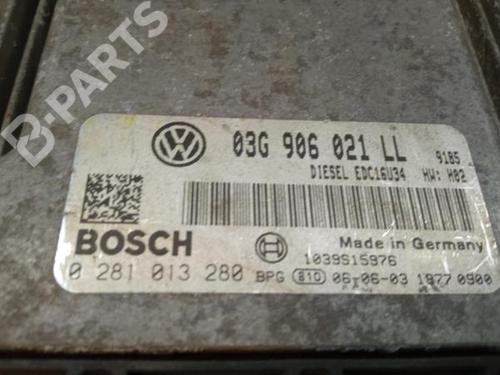 B-PARTS
03G 906 021 LL 9185
DIESEL EDC16U34 HW: H02
BOSCH
Made in Germany
1039S15976
0 281 013 280 BPG 810 06-06-03 1877 0900